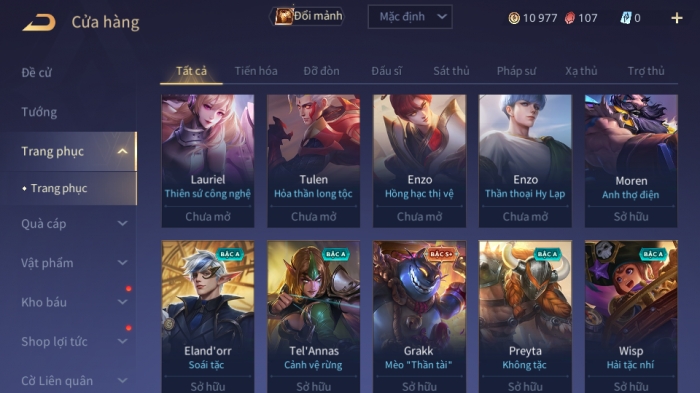 Cửa hàng
Đổi mảnh
Mặc định
10 977
107
0
Đề cử
Tướng
Trang phục
Trang phục
Quà cáp
Vật phẩm
Kho báu
Shop lợi tức
Cờ Liên quân
Tất cả
Tiến hóa
Đỡ đòn
Đấu sĩ
Sát thủ
Pháp sư
Xạ thủ
Trợ thủ
Lauriel
Thiên sứ công nghệ
Chưa mở
Tulen
Hỏa thần long tộc
Chưa mở
Enzo
Hồng hạc thị vệ
Chưa mở
Enzo
Thần thoại Hy Lạp
Chưa mở
Moren
Anh thợ điện
Sở hữu
BẬC A
Eland'orr
Soái tặc
Sở hữu
BẬC A
Tel'Annas
Cảnh vệ rừng
Sở hữu
BẬC S+
Grakk
Mèo "Thần tài"
Sở hữu
BẬC A
Preyta
Không tặc
Sở hữu
BẬC A
Wisp
Hải tặc nhí
Sở hữu